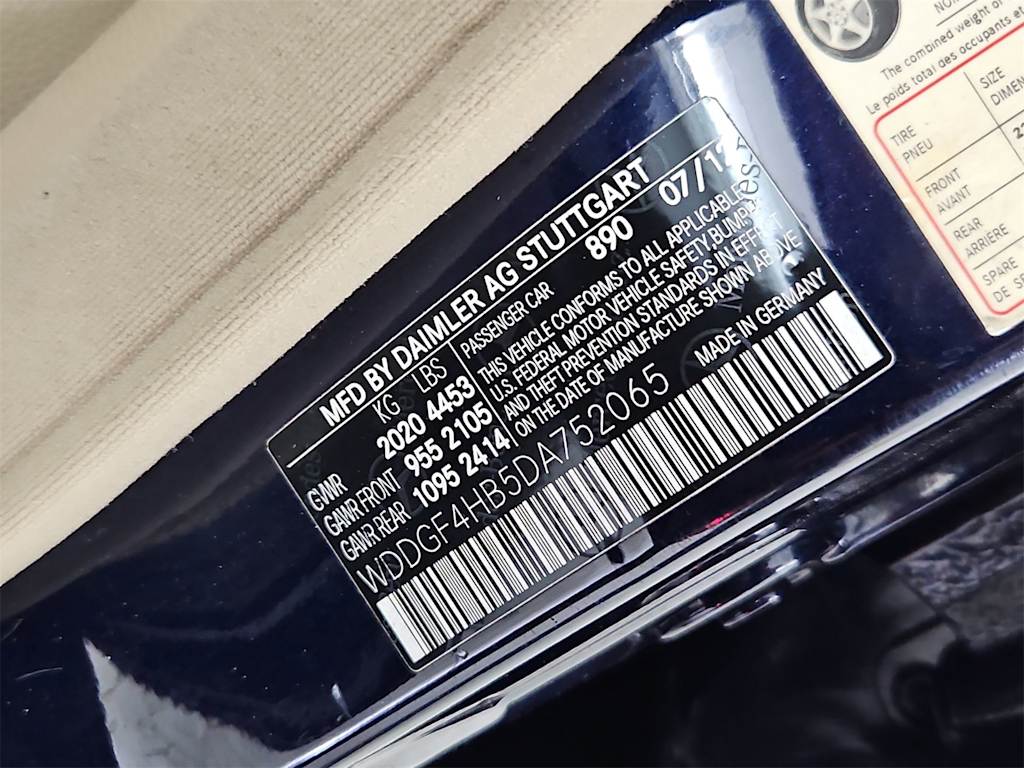 MFD BY DAIMLER AG STUTTGART
KG LBS
GVWR 2020 4453
GAWR FRONT 955 2105
GAWR REAR 1095 2414
890 07/12
PASSENGER CAR
THIS VEHICLE CONFORMS TO ALL APPLICABLE
U.S. FEDERAL MOTOR VEHICLE SAFETY, BUMPER
AND THEFT PREVENTION STANDARDS IN EFFECT
ON THE DATE OF MANUFACTURE SHOWN ABOVE
MADE IN GERMANY
WDDGF4HB5DA752065
The combined weight of
Le poids total des occupants et
TIRE
PNEU
SIZE
FRONT
AVANT
REAR
ARRIERE
SPARE